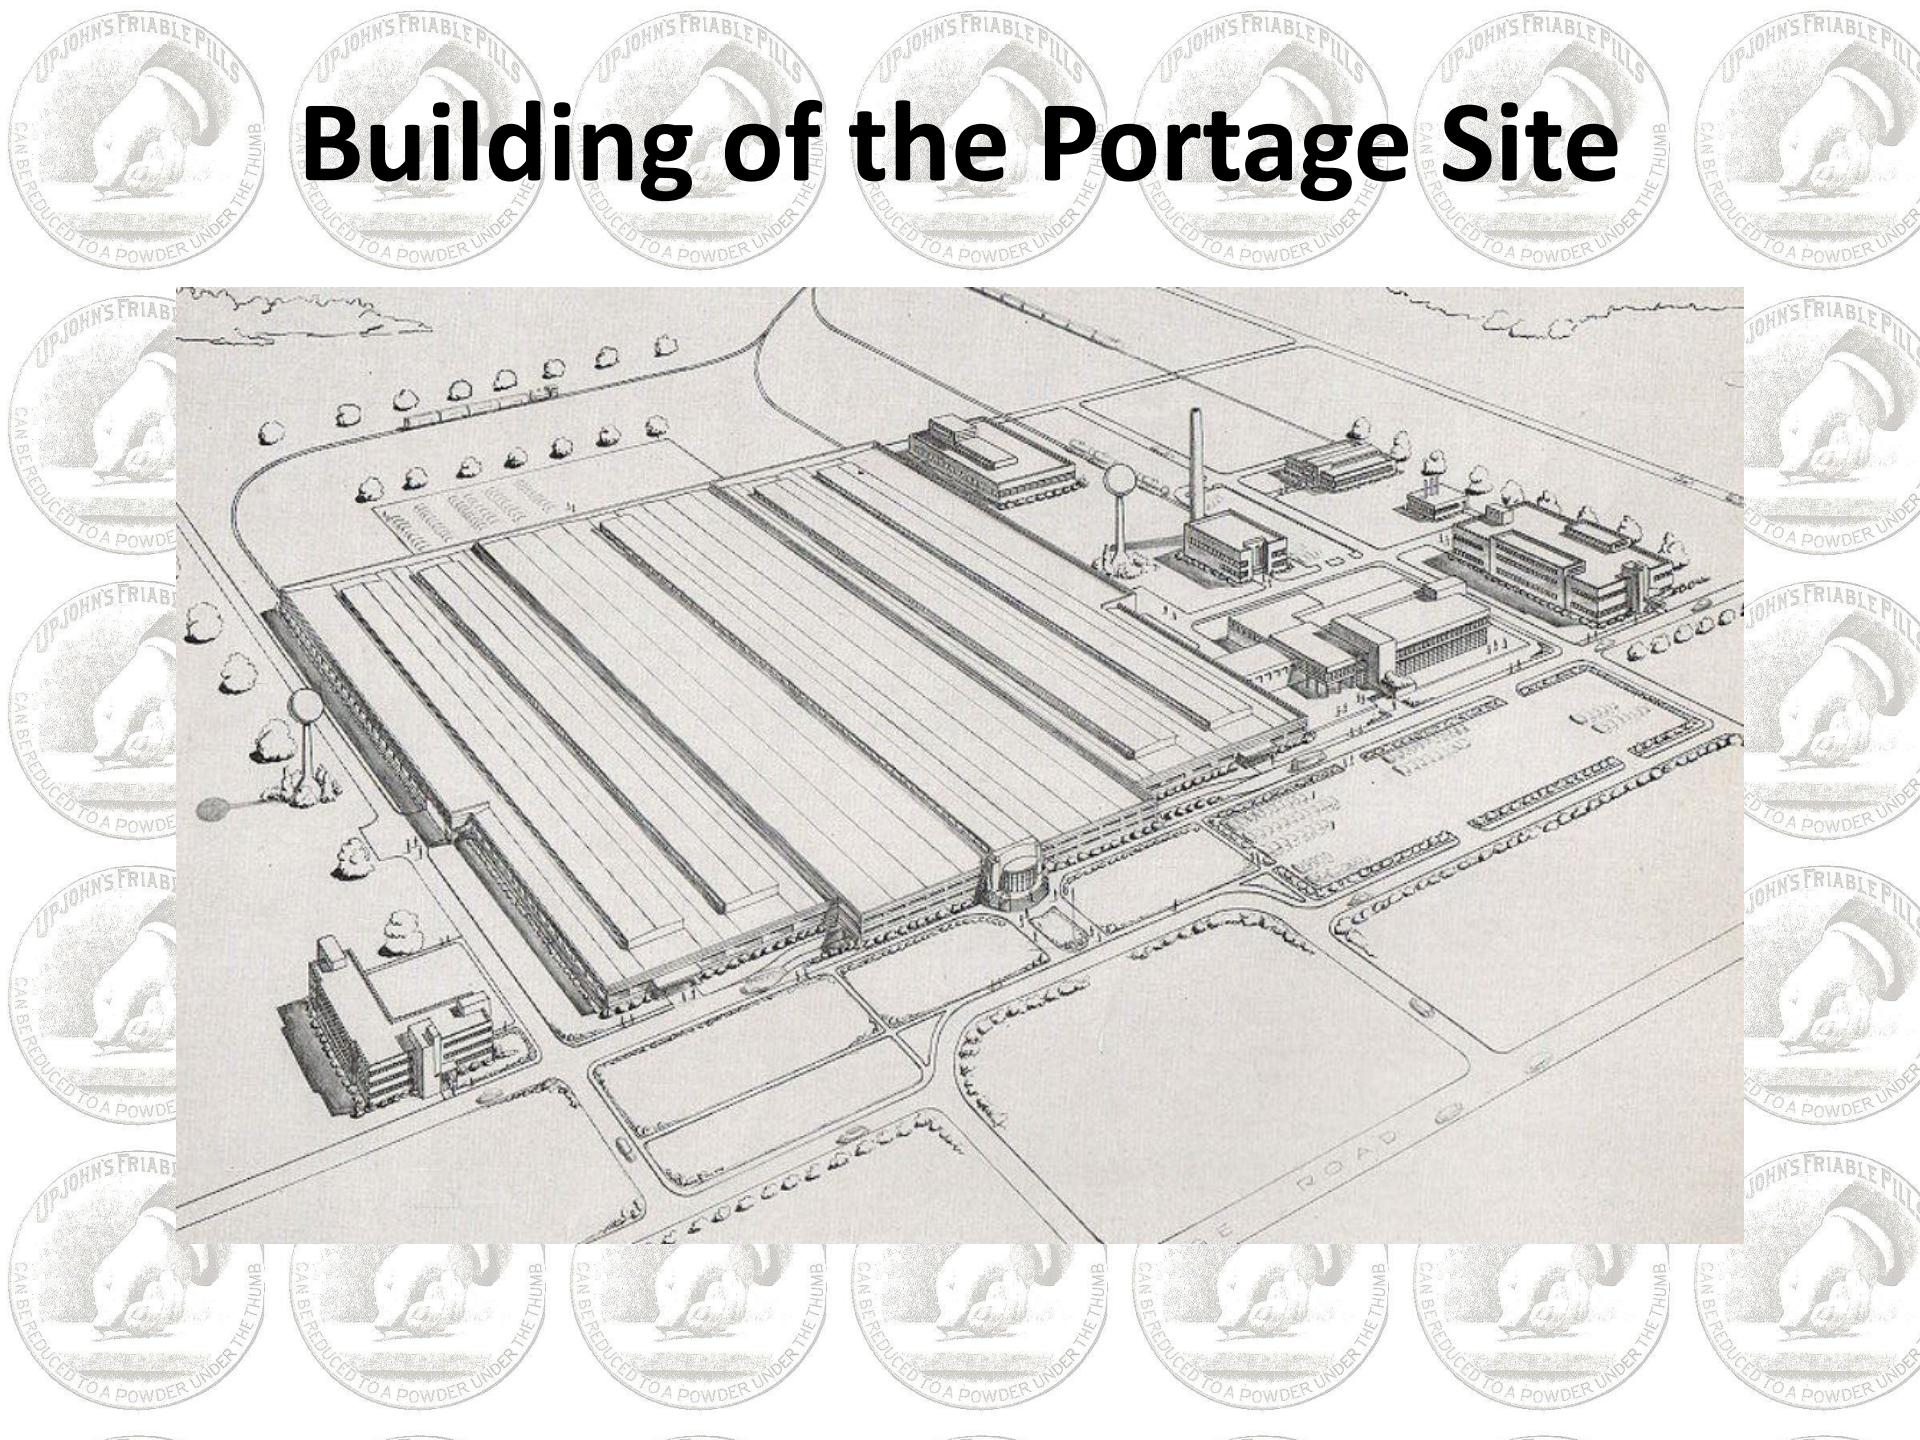 Building of the Portage Site
UPJOHN'S FRIABLE PILLS
CAN BE REDUCED TO A POWDER UNDER THE THUMB
E ROAD